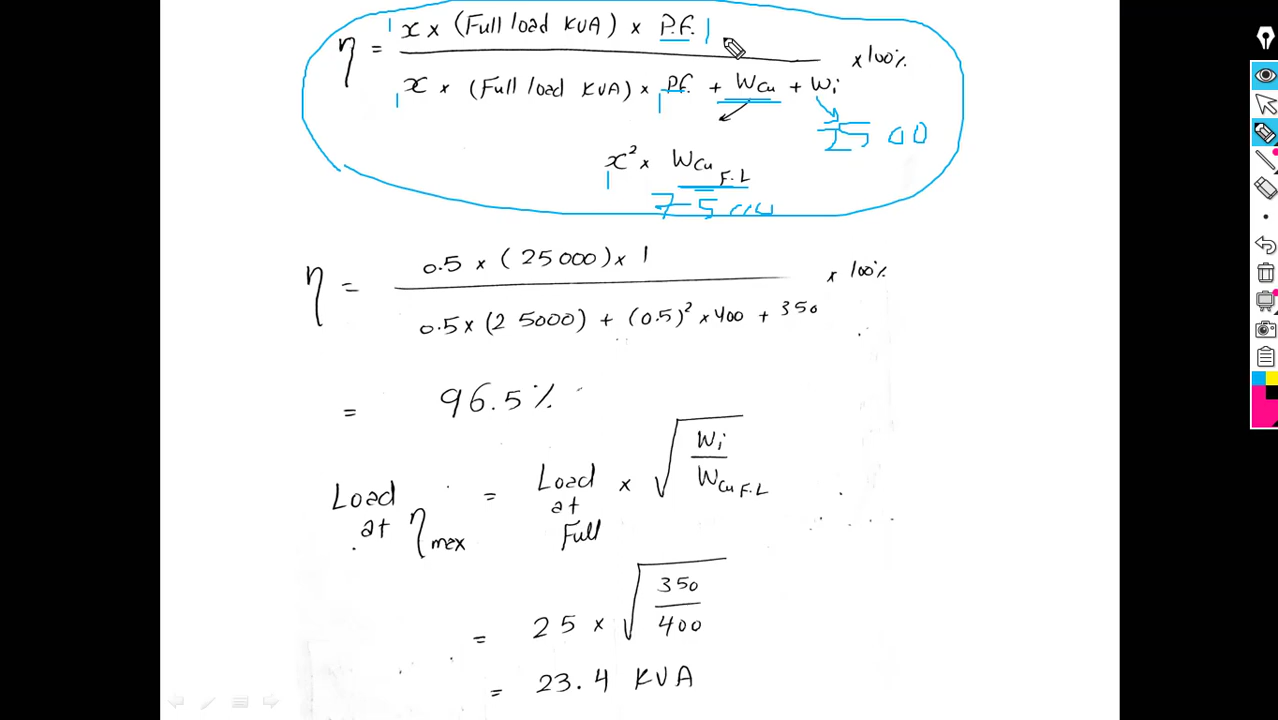 η = x × (Full load KVA) × P.F. / x × (Full load KVA) × P.F. + Wcu + Wi × 100%
2500
x² × Wcu F.L
7500
η = 0.5 × (25000) × 1 / 0.5 × (25000) + (0.5)² × 400 + 350 × 100%
= 96.5%
Load at ηmax = Load at Full × √(Wi / Wcu F.L)
= 25 × √(350 / 400)
= 23.4 KVA